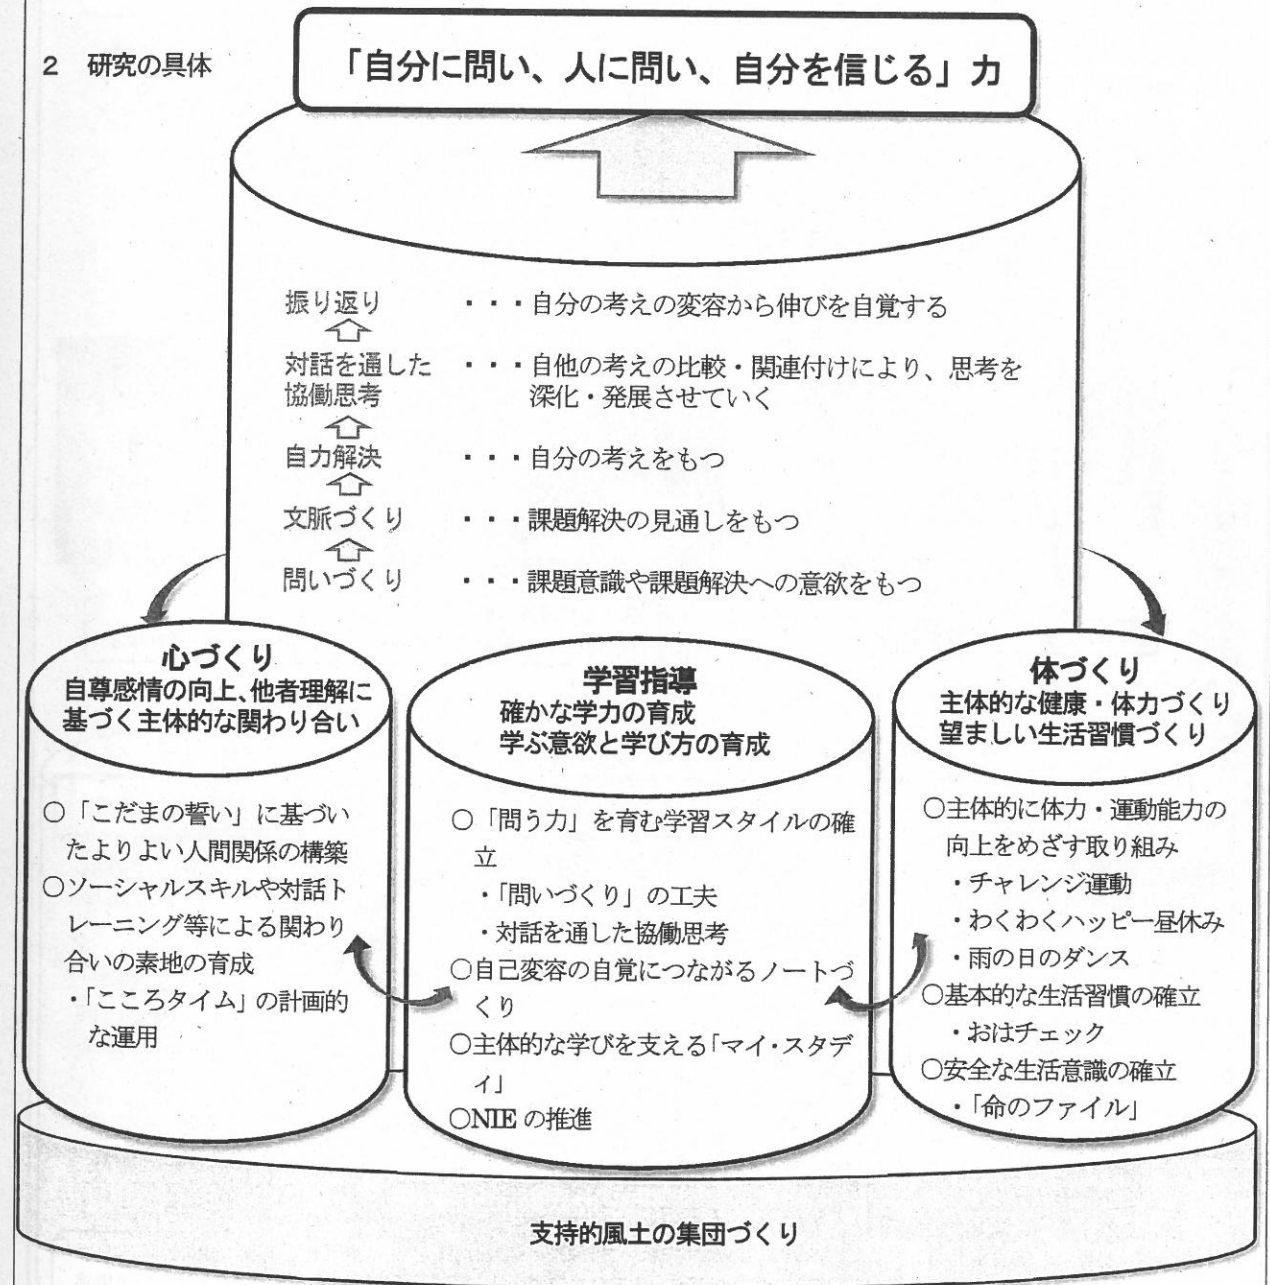 2 研究の具体
「自分に問い、人に問い、自分を信じる」力
振り返り ・・・自分の考えの変容から伸びを自覚する
対話を通した ・・・自他の考えの比較・関連付けにより、思考を
協働思考 深化・発展させていく
自力解決 ・・・自分の考えをもつ
文脈づくり ・・・課題解決の見通しをもつ
問いづくり ・・・課題意識や課題解決への意欲をもつ
心づくり
自尊感情の向上、他者理解に
基づく主体的な関わり合い
○「こだまの誓い」に基づい
たよりよい人間関係の構築
○ソーシャルスキルや対話ト
レーニング等による関わり
合いの素地の育成
・「こころタイム」の計画的
な運用
学習指導
確かな学力の育成
学ぶ意欲と学び方の育成
○「問う力」を育む学習スタイルの確
立
・「問いづくり」の工夫
・対話を通した協働思考
○自己変容の自覚につながるノートづ
くり
○主体的な学びを支える「マイ・スタデ
ィ」
○NIE の推進
体づくり
主体的な健康・体力づくり
望ましい生活習慣づくり
○主体的に体力・運動能力の
向上をめざす取り組み
・チャレンジ運動
・わくわくハッピー昼休み
・雨の日のダンス
○基本的な生活習慣の確立
・おはチェック
○安全な生活意識の確立
・「命のファイル」
支持的風土の集団づくり